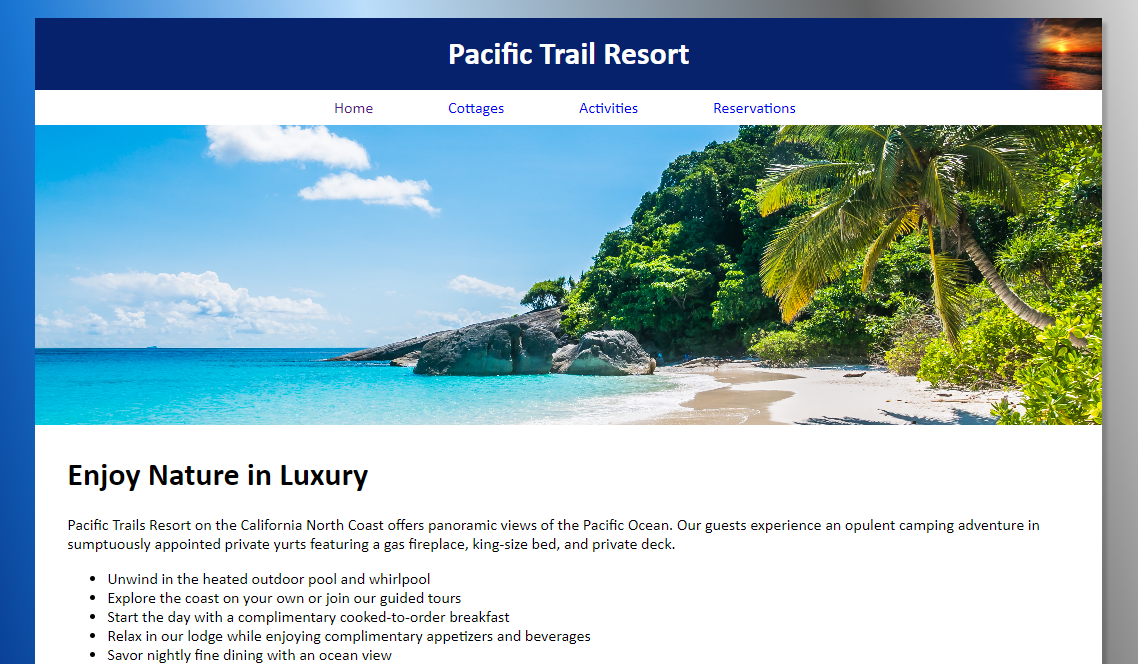 Pacific Trail Resort
Home Cottages Activities Reservations
Enjoy Nature in Luxury
Pacific Trails Resort on the California North Coast offers panoramic views of the Pacific Ocean. Our guests experience an opulent camping adventure in
sumptuously appointed private yurts featuring a gas fireplace, king-size bed, and private deck.
• Unwind in the heated outdoor pool and whirlpool
• Explore the coast on your own or join our guided tours
• Start the day with a complimentary cooked-to-order breakfast
• Relax in our lodge while enjoying complimentary appetizers and beverages
• Savor nightly fine dining with an ocean view